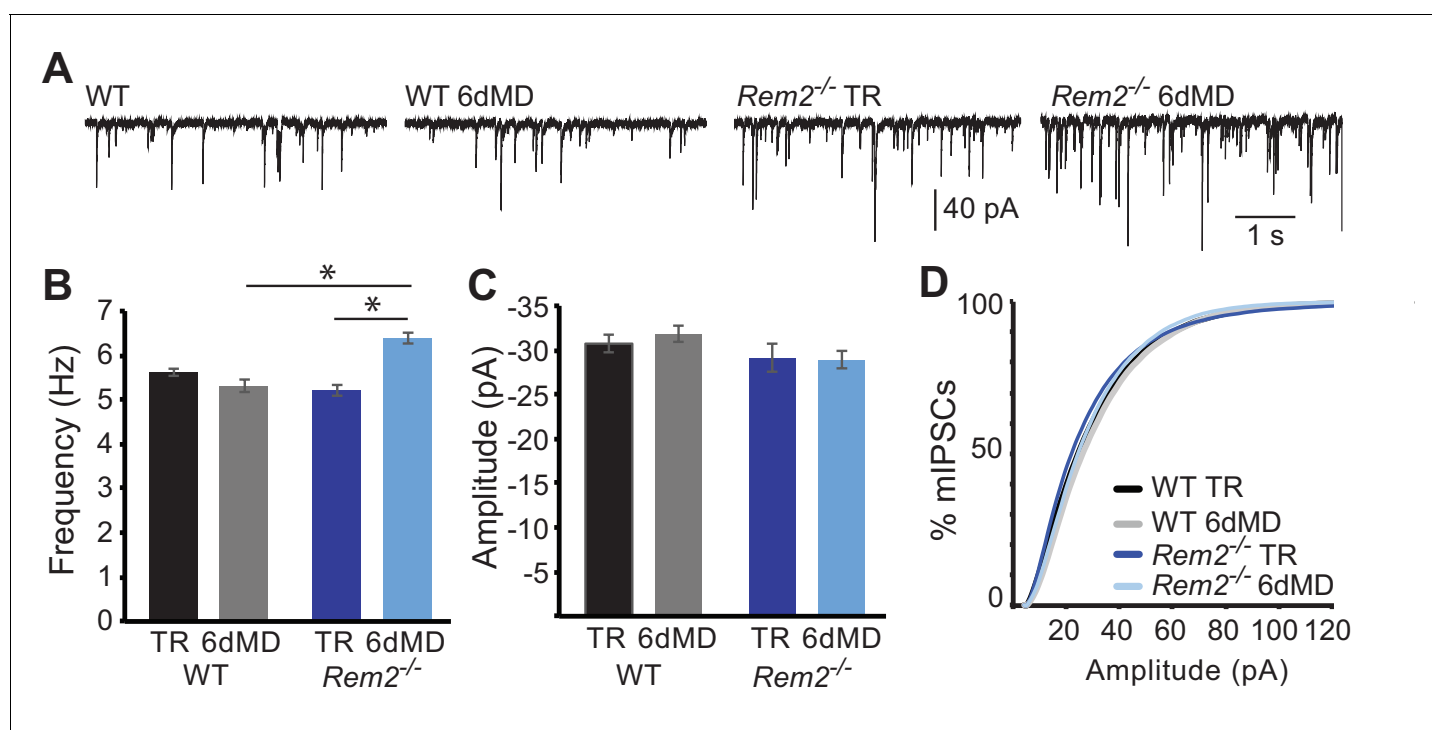 A
WT
WT 6dMD
Rem2-/- TR
Rem2-/- 6dMD
40 pA
1 s
B
*
*
7
6
5
4
3
2
1
0
Frequency (Hz)
TR 6dMD
TR 6dMD
WT
Rem2-/-
C
-35
-30
-25
-20
-15
-10
-5
Amplitude (pA)
TR 6dMD
TR 6dMD
WT
Rem2-/-
D
100
50
0
% mIPSCs
WT TR
WT 6dMD
Rem2-/- TR
Rem2-/- 6dMD
20 40 60 80 100 120
Amplitude (pA)